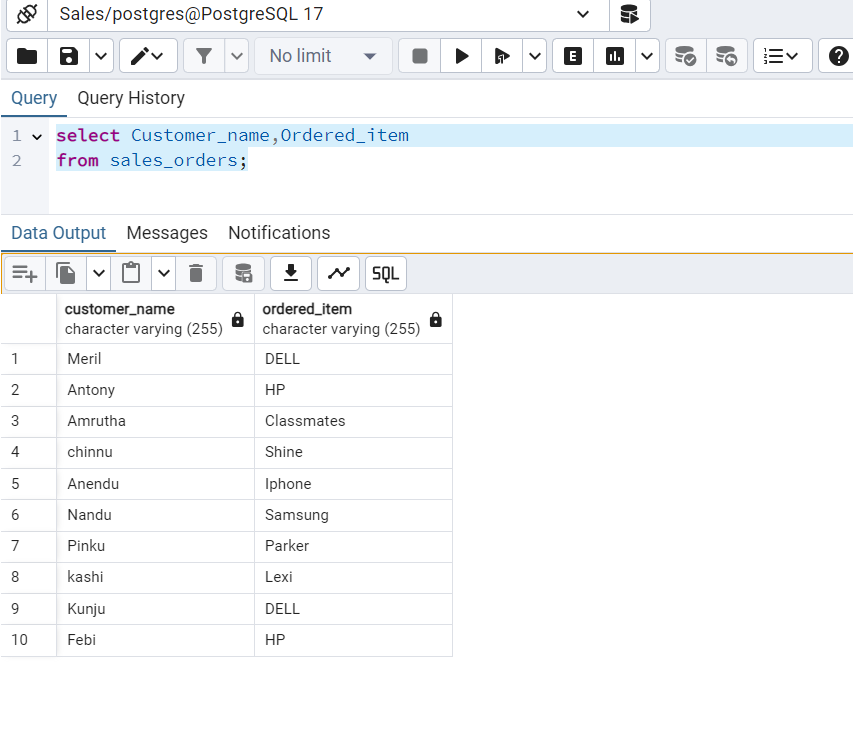 Sales/postgres@PostgreSQL 17
No limit
E
Query Query History
1 select Customer_name,Ordered_item
2 from sales_orders;
Data Output Messages Notifications
SQL
customer_name ordered_item
character varying (255) character varying (255)
1 Meril DELL
2 Antony HP
3 Amrutha Classmates
4 chinnu Shine
5 Anendu Iphone
6 Nandu Samsung
7 Pinku Parker
8 kashi Lexi
9 Kunju DELL
10 Febi HP